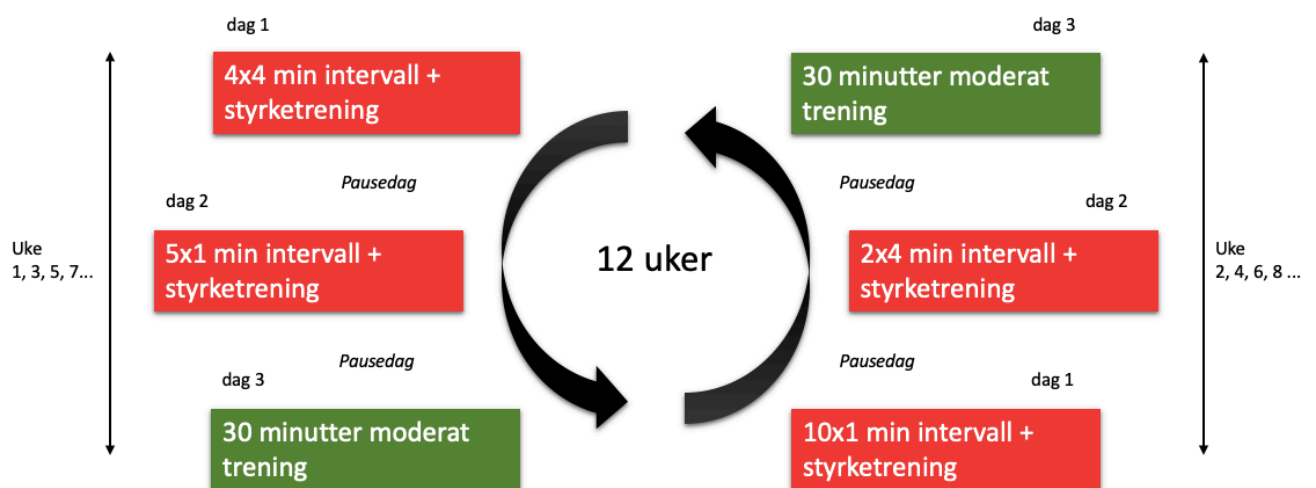 dag 1
4x4 min intervall +
styrketrening
Pausedag
dag 2
5x1 min intervall +
styrketrening
Pausedag
dag 3
30 minutter moderat
trening
Uke
1, 3, 5, 7...
12 uker
dag 3
30 minutter moderat
trening
Pausedag
dag 2
2x4 min intervall +
styrketrening
Pausedag
dag 1
10x1 min intervall +
styrketrening
Uke
2, 4, 6, 8 ...